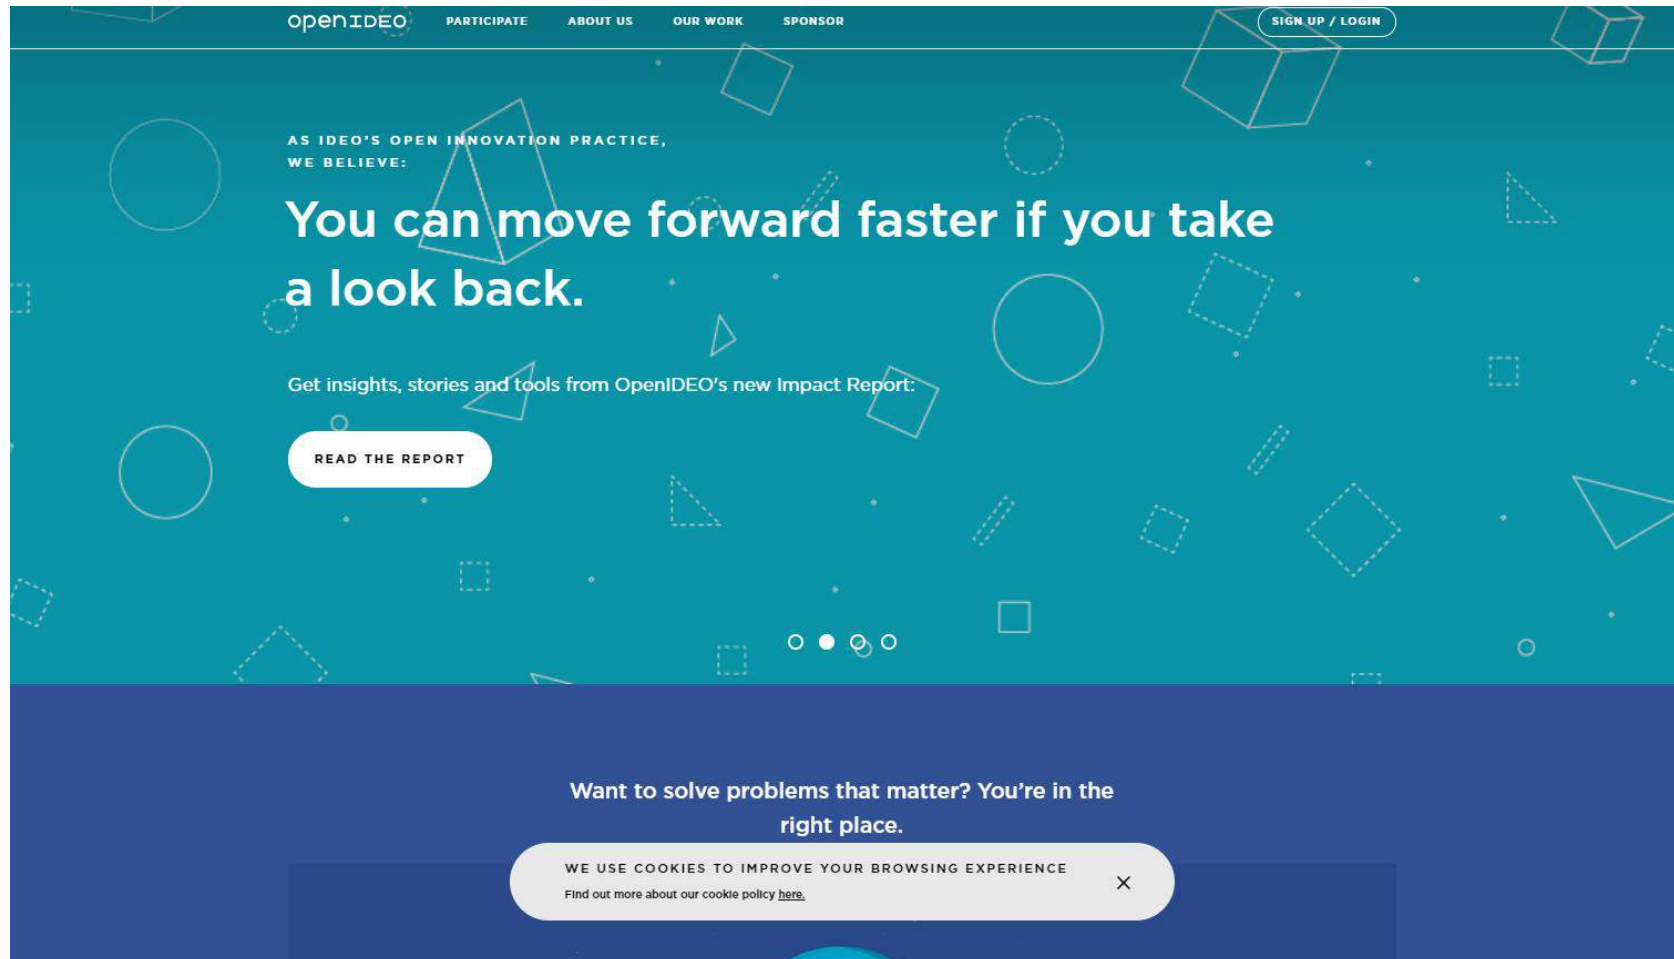 openIDEO PARTICIPATE ABOUT US OUR WORK SPONSOR SIGN UP / LOGIN
AS IDEO'S OPEN INNOVATION PRACTICE,
WE BELIEVE:
You can move forward faster if you take
a look back.
Get insights, stories and tools from OpenIDEO's new Impact Report:
READ THE REPORT
Want to solve problems that matter? You’re in the
right place.
WE USE COOKIES TO IMPROVE YOUR BROWSING EXPERIENCE
Find out more about our cookie policy here.